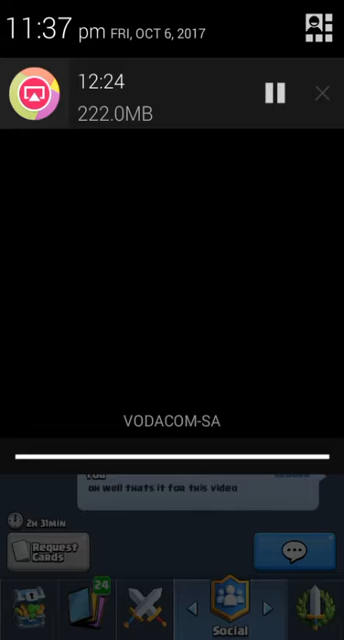 11:37 pm FRI, OCT 6, 2017
12:24
222.0MB
VODACOM-SA
You
oh well thats it for this video
2H 31MIN
Request
Cards
24
Social